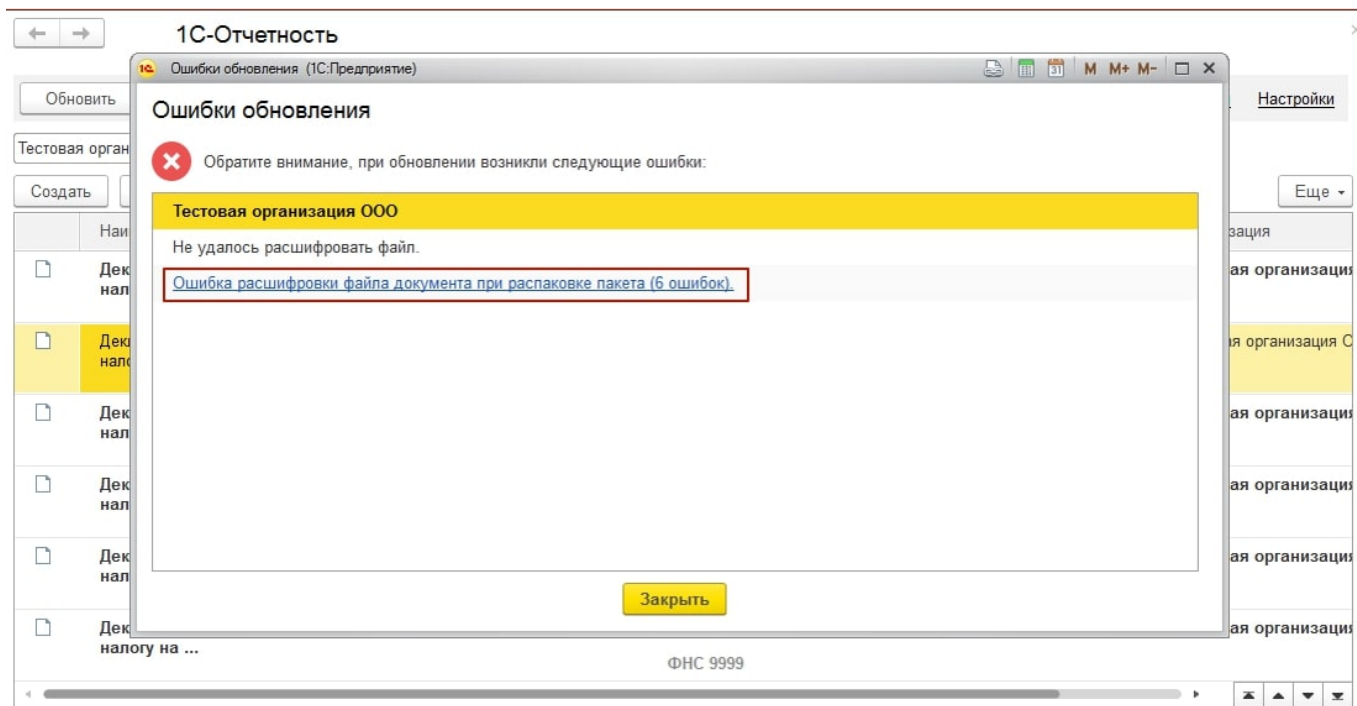 1С-Отчетность
Ошибки обновления (1С:Предприятие)
M M+ M-
Обновить
Настройки
Ошибки обновления
Тестовая орган
Обратите внимание, при обновлении возникли следующие ошибки:
Создать
Еще
Тестовая организация ООО
Наи
зация
Не удалось расшифровать файл.
Дек
ая организация
нал
Ошибка расшифровки файла документа при распаковке пакета (6 ошибок).
Дек
я организация О
нало
Дек
ая организация
нал
Дек
ая организация
нал
Дек
ая организация
нал
Закрыть
Дек
ая организация
налогу на ...
ФНС 9999